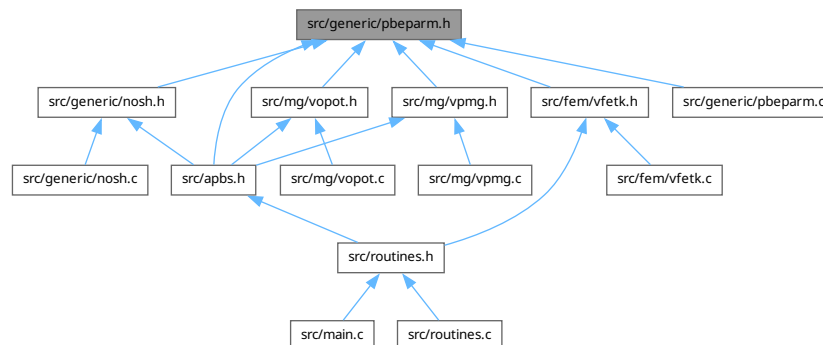 src/generic/pbeparm.h
src/generic/nosh.h
src/mg/vopot.h
src/mg/vpmg.h
src/fem/vfetk.h
src/generic/pbeparm.c
src/generic/nosh.c
src/apbs.h
src/mg/vopot.c
src/mg/vpmg.c
src/fem/vfetk.c
src/routines.h
src/main.c
src/routines.c